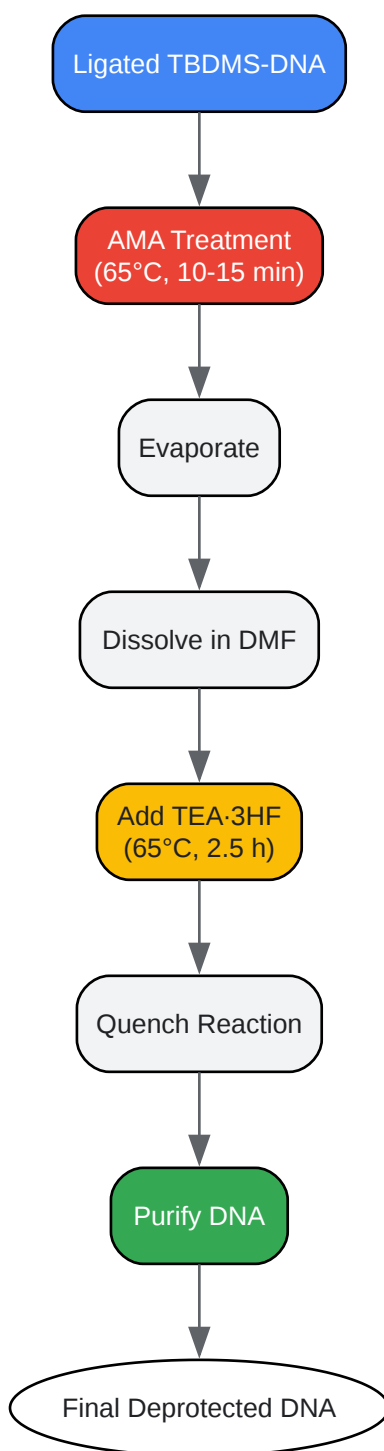 Ligated TBDMS-DNA
AMA Treatment
(65°C, 10-15 min)
Evaporate
Dissolve in DMF
Add TEA·3HF
(65°C, 2.5 h)
Quench Reaction
Purify DNA
Final Deprotected DNA